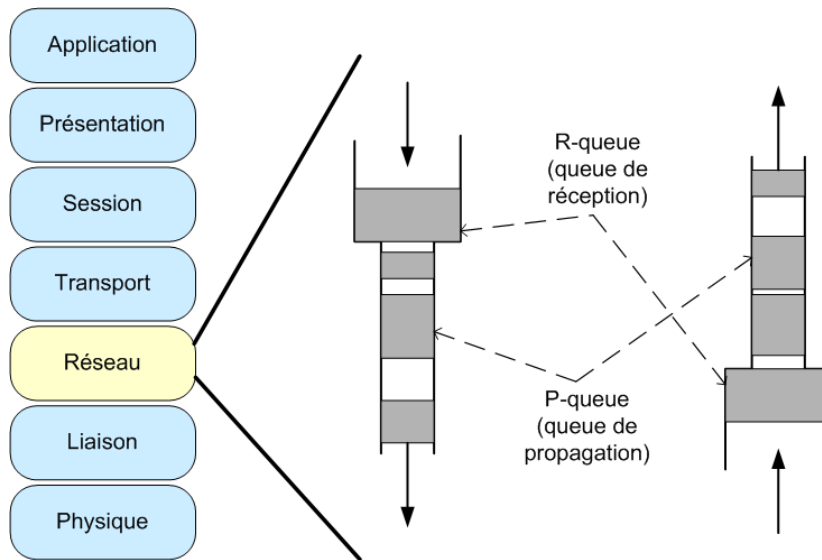 Application
Présentation
Session
Transport
Réseau
Liaison
Physique
R-queue
(queue de
réception)
P-queue
(queue de
propagation)